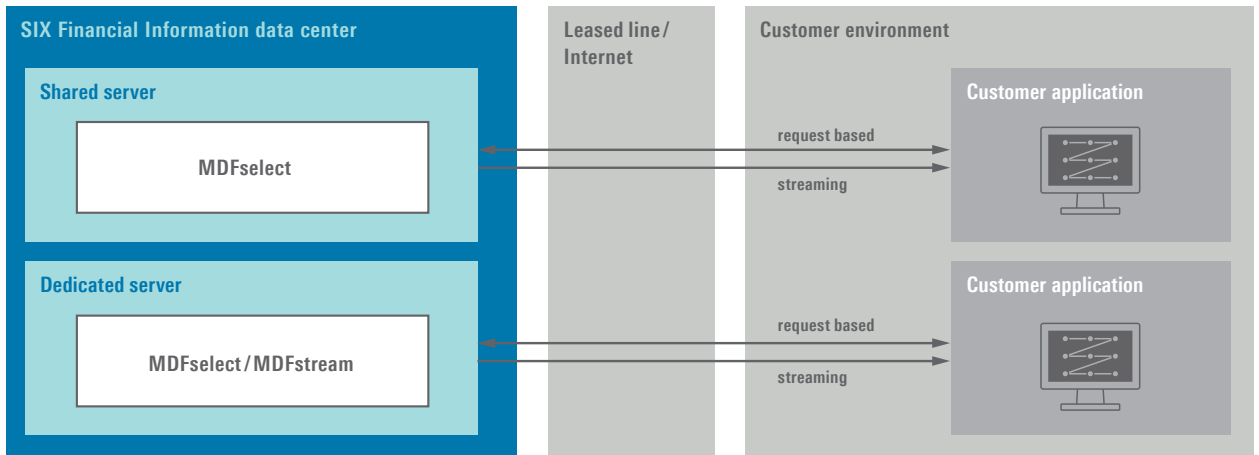 SIX Financial Information data center
Leased line/
Internet
Customer environment
Shared server
MDFselect
request based
streaming
Customer application
Dedicated server
MDFselect/MDFstream
request based
streaming
Customer application